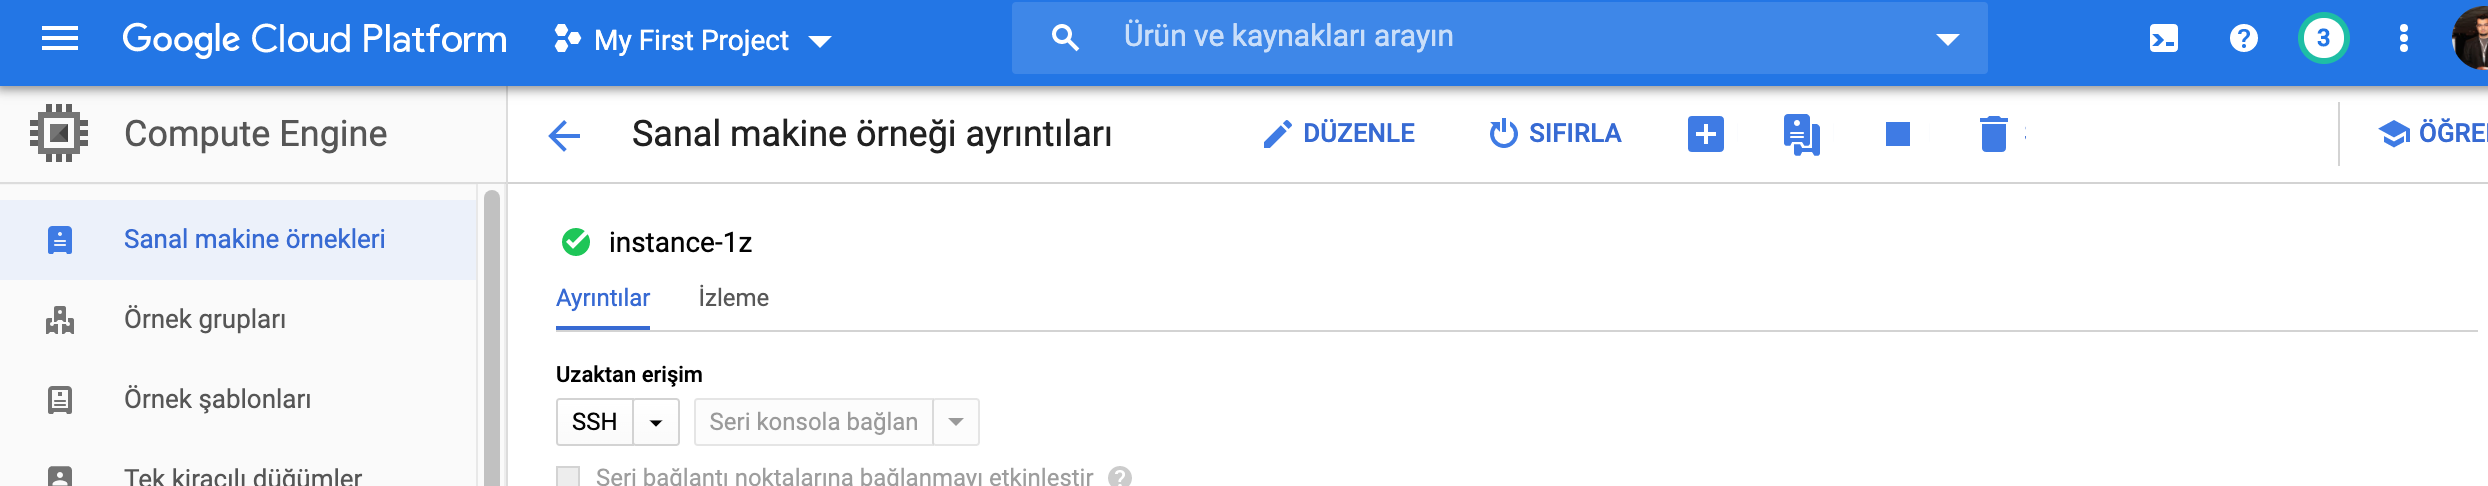 Google Cloud Platform
My First Project
Ürün ve kaynakları arayın
3
Compute Engine
Sanal makine örneği ayrıntıları
DÜZENLE
SIFIRLA
Sanal makine örnekleri
Örnek grupları
Örnek şablonları
Tek kiracılı düğümler
instance-1z
Ayrıntılar
İzleme
Uzaktan erişim
SSH
Seri konsola bağlan
Seri bağlantı noktalarına bağlanmayı etkinleştir